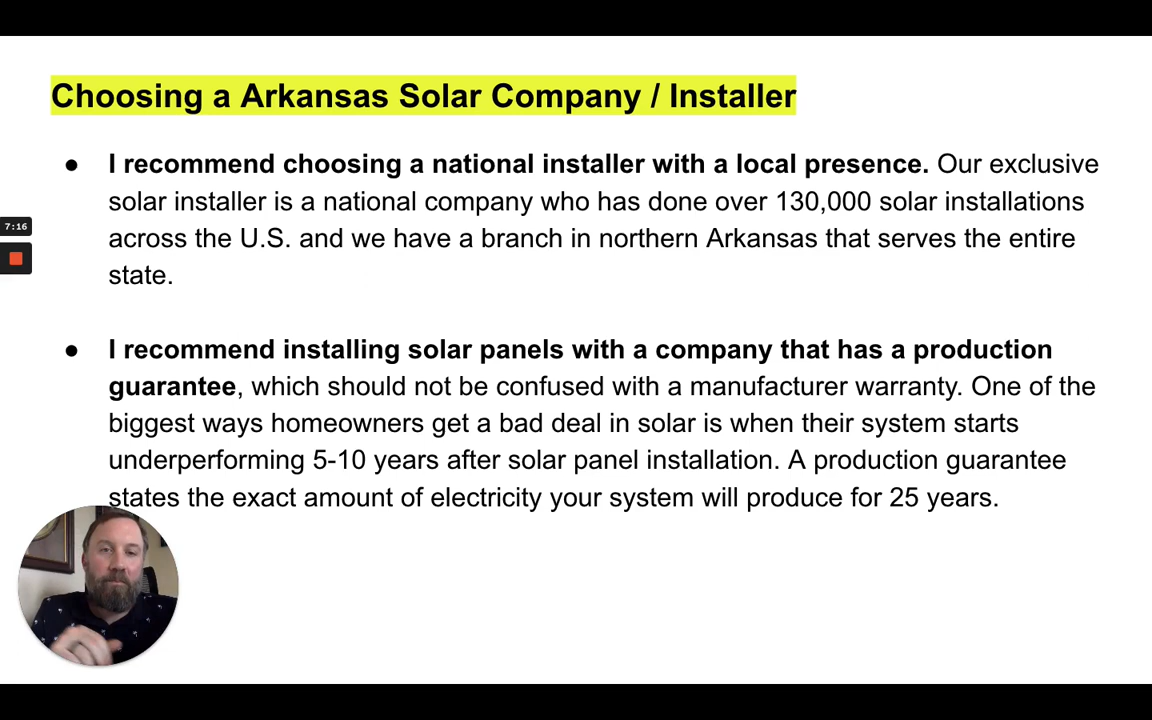 Choosing a Arkansas Solar Company / Installer
● I recommend choosing a national installer with a local presence. Our exclusive
solar installer is a national company who has done over 130,000 solar installations
across the U.S. and we have a branch in northern Arkansas that serves the entire
state.
7:16
● I recommend installing solar panels with a company that has a production
guarantee, which should not be confused with a manufacturer warranty. One of the
biggest ways homeowners get a bad deal in solar is when their system starts
underperforming 5-10 years after solar panel installation. A production guarantee
states the exact amount of electricity your system will produce for 25 years.